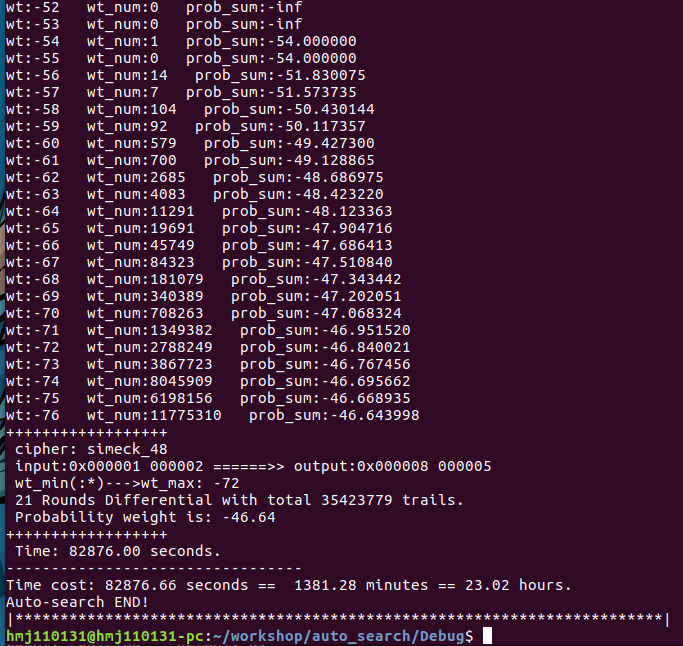 wt:-52   wt_num:0   prob_sum:-inf
wt:-53   wt_num:0   prob_sum:-inf
wt:-54   wt_num:1   prob_sum:-54.000000
wt:-55   wt_num:0   prob_sum:-54.000000
wt:-56   wt_num:14   prob_sum:-51.830075
wt:-57   wt_num:7   prob_sum:-51.573735
wt:-58   wt_num:104   prob_sum:-50.430144
wt:-59   wt_num:92   prob_sum:-50.117357
wt:-60   wt_num:579   prob_sum:-49.427300
wt:-61   wt_num:700   prob_sum:-49.128865
wt:-62   wt_num:2685   prob_sum:-48.686975
wt:-63   wt_num:4083   prob_sum:-48.423220
wt:-64   wt_num:11291   prob_sum:-48.123363
wt:-65   wt_num:19691   prob_sum:-47.904716
wt:-66   wt_num:45749   prob_sum:-47.686413
wt:-67   wt_num:84323   prob_sum:-47.510840
wt:-68   wt_num:181079   prob_sum:-47.343442
wt:-69   wt_num:340389   prob_sum:-47.202051
wt:-70   wt_num:708263   prob_sum:-47.068324
wt:-71   wt_num:1349382   prob_sum:-46.951520
wt:-72   wt_num:2788249   prob_sum:-46.840021
wt:-73   wt_num:3867723   prob_sum:-46.767456
wt:-74   wt_num:8045909   prob_sum:-46.695662
wt:-75   wt_num:6198156   prob_sum:-46.668935
wt:-76   wt_num:11775310   prob_sum:-46.643998
++++++++++++++++++
cipher: simeck_48
input:0x000001 000002 ======>> output:0x000008 000005
wt_min(:*)--->wt_max: -72
21 Rounds Differential with total 35423779 trails.
Probability weight is: -46.64
++++++++++++++++++
Time: 82876.00 seconds.
---------------------------------
Time cost: 82876.66 seconds ==  1381.28 minutes == 23.02 hours.
Auto-search END!
|************************************************************************|
hmj110131@hmj110131-pc:~/workshop/auto_search/Debug$